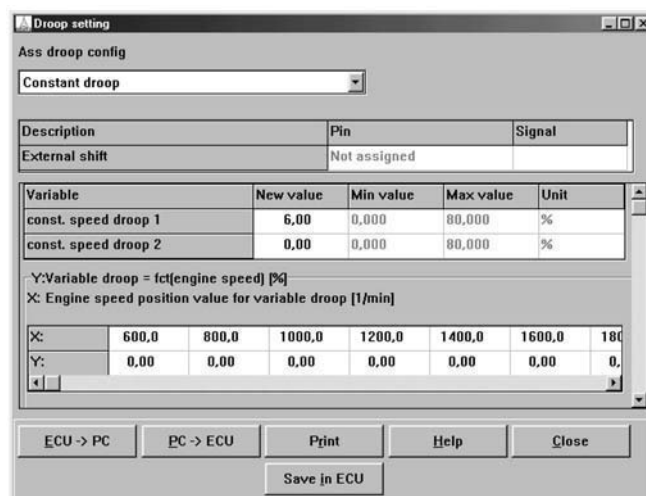 Droop setting
Ass droop config
Constant droop
Description Pin Signal
External shift Not assigned
Variable New value Min value Max value Unit
const. speed droop 1 6,00 0,000 80,000 %
const. speed droop 2 0,00 0,000 80,000 %
Y:Variable droop = fct(engine speed) [%]
X: Engine speed position value for variable droop [1/min]
X: 600,0 800,0 1000,0 1200,0 1400,0 1600,0 180
Y: 0,00 0,00 0,00 0,00 0,00 0,00 0,
ECU -> PC PC -> ECU Print Help Close
Save in ECU